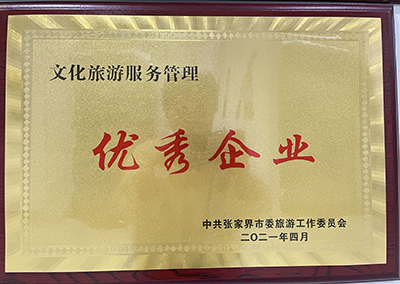 文化旅游服务管理
优秀企业
中共张家界市委旅游工作委员会
二〇二一年四月